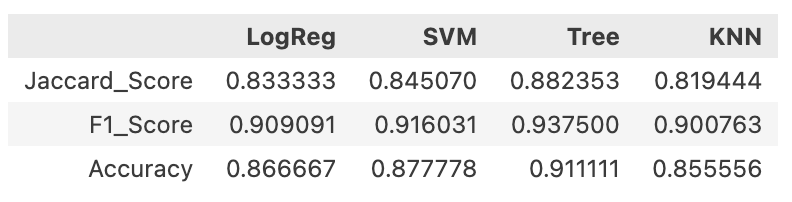 LogReg SVM Tree KNN
Jaccard_Score 0.833333 0.845070 0.882353 0.819444
F1_Score 0.909091 0.916031 0.937500 0.900763
Accuracy 0.866667 0.877778 0.911111 0.855556